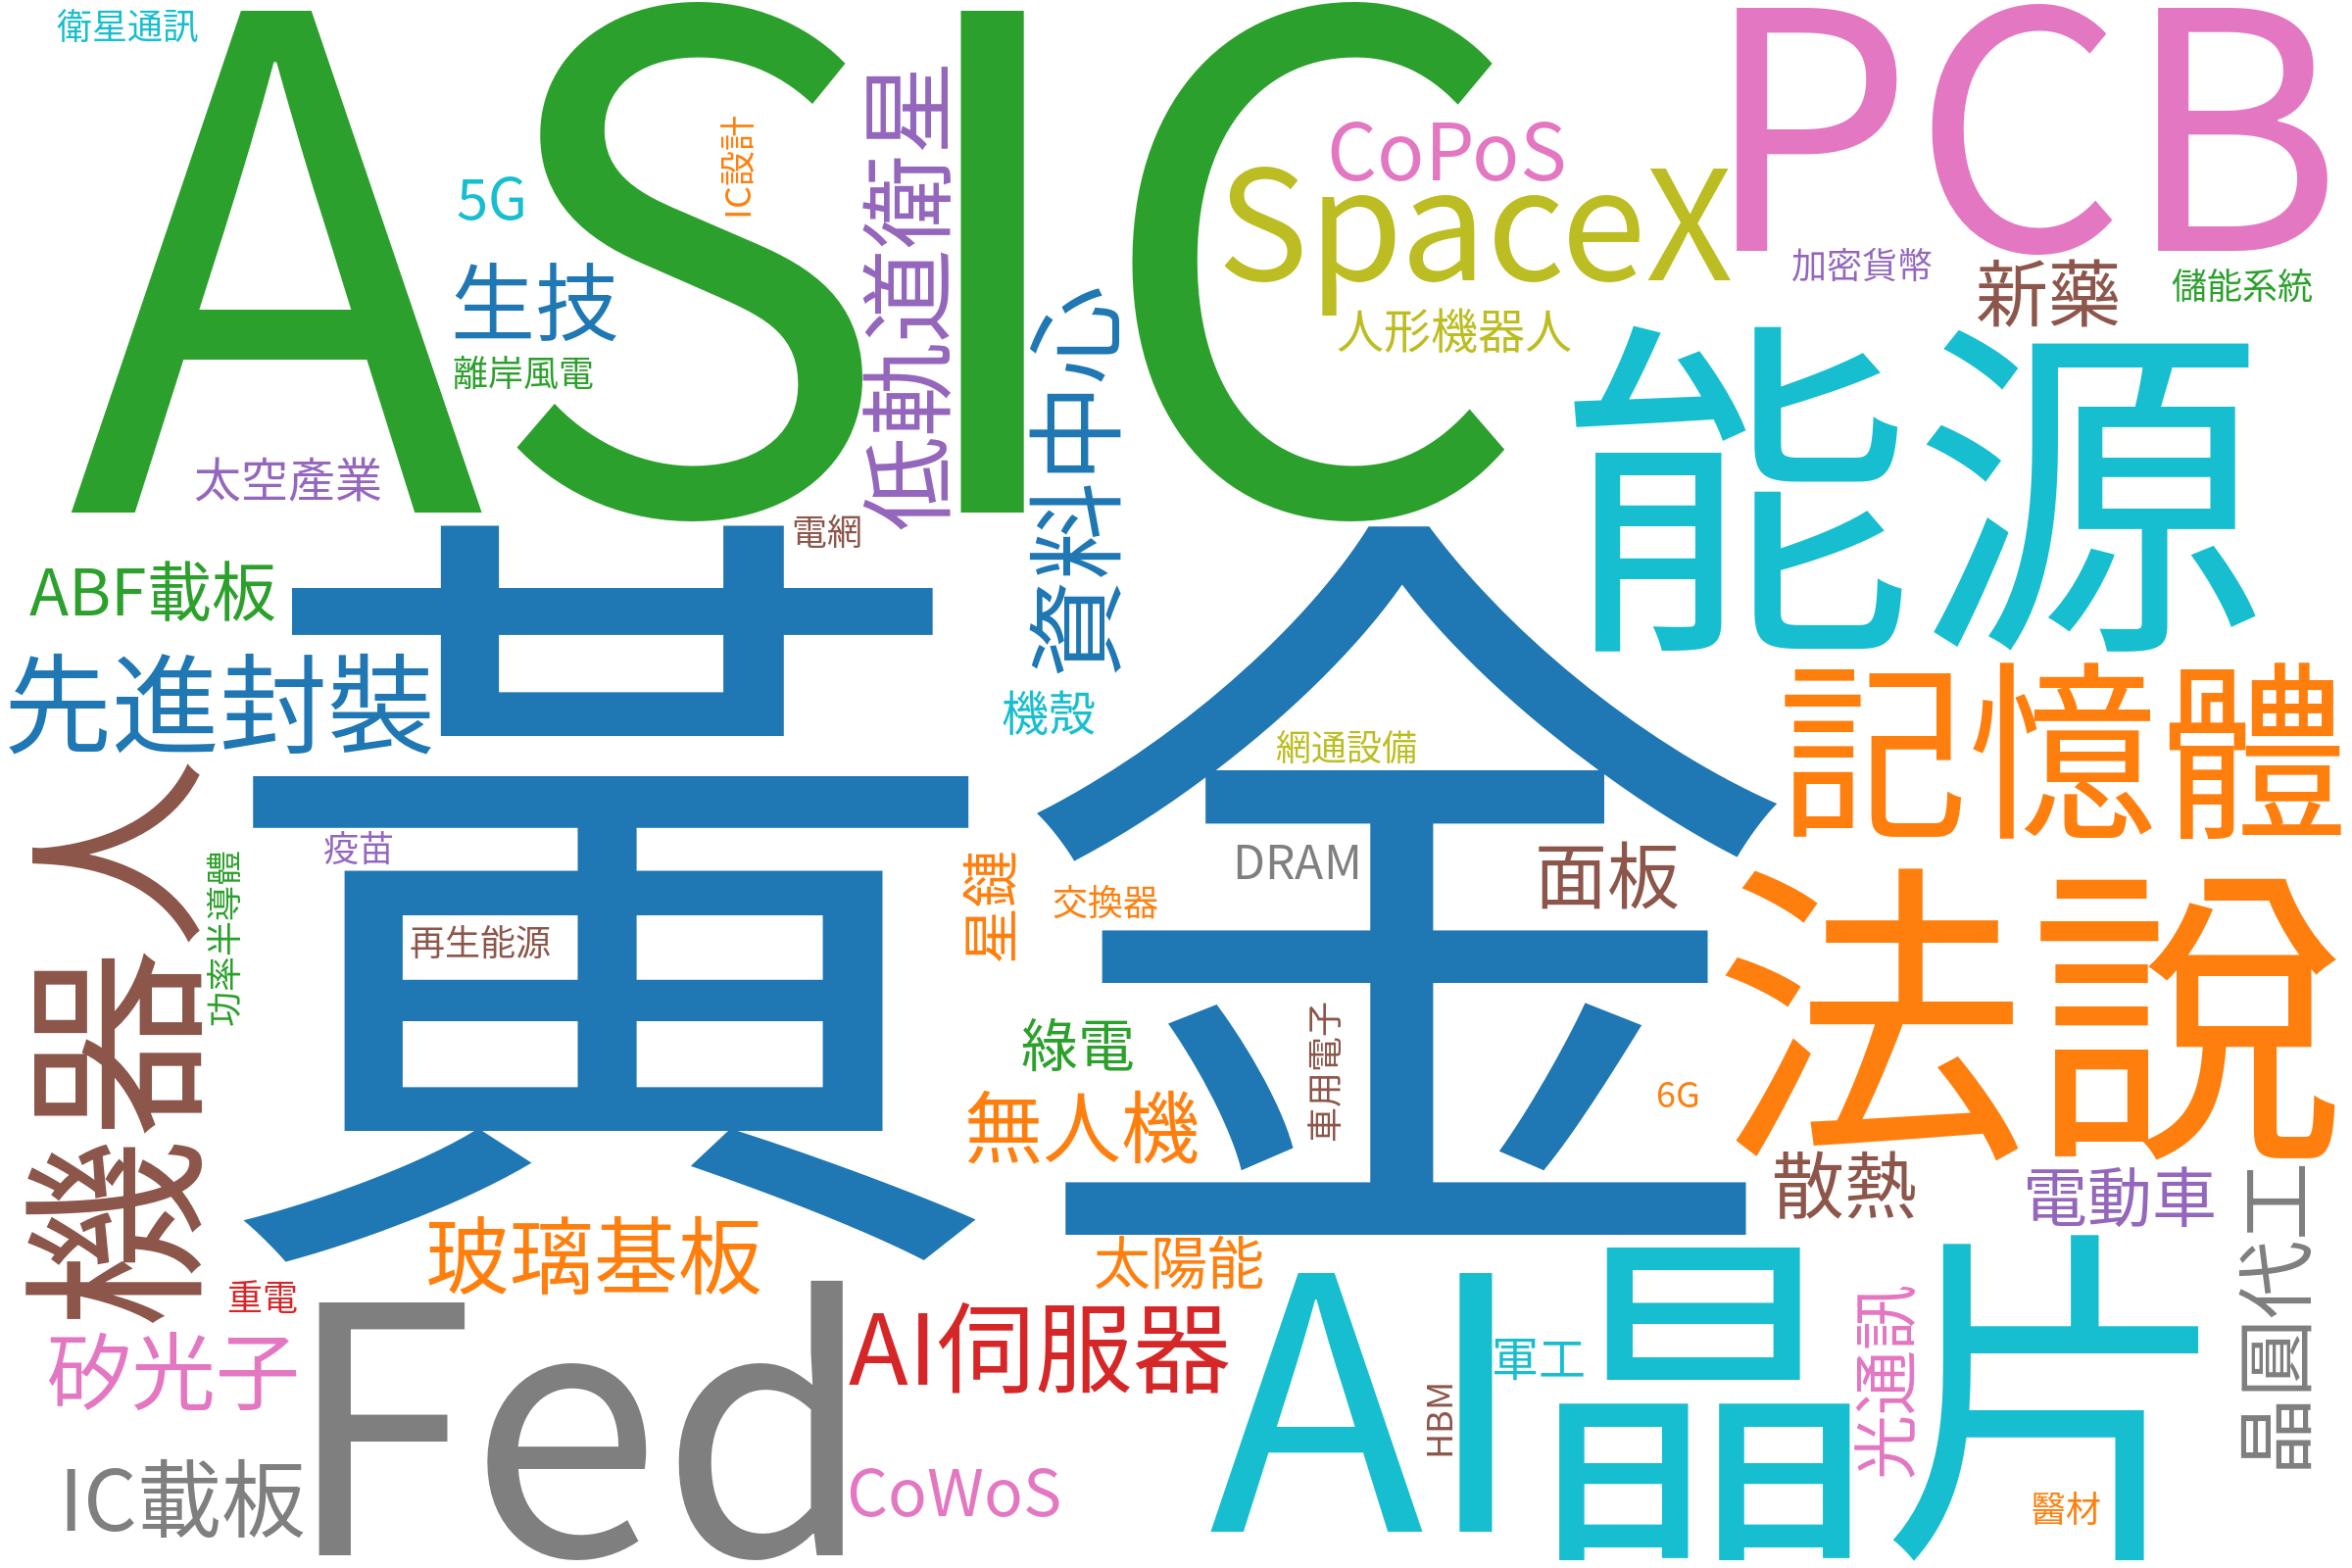 衛星通訊
ASIC
PCB
IC設計
低軌道衛星
CoPoS
SpaceX
5G
生技
離岸風電
加密貨幣
新藥
儲能系統
人形機器人
資料中心
能源
太空產業
電網
ABF載板
黃金
先進封裝
機殼
記憶體
網通設備
疫苗
DRAM
面板
星鏈
交換器
法說
機器人
功率半導體
再生能源
綠電
車用電子
6G
無人機
散熱
電動車
晶圓代工
玻璃基板
太陽能
重電
Fed
AI伺服器
AI晶片
軍工
光通訊
矽光子
HBM
IC載板
CoWoS
醫材